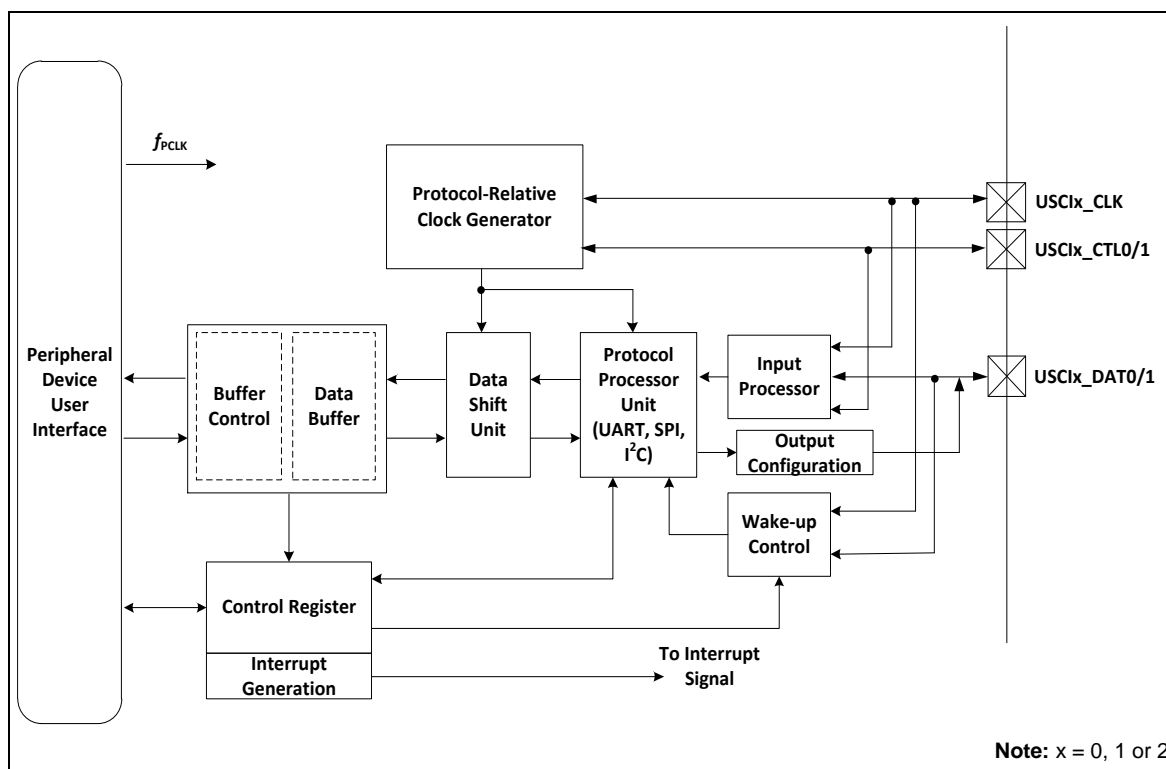 fPCLK
Protocol-Relative
Clock Generator
USCIx_CLK
USCIx_CTL0/1
Peripheral
Device
User
Interface
Buffer
Control
Data
Buffer
Data
Shift
Unit
Protocol
Processor
Unit
(UART, SPI,
I²C)
Input
Processor
USCIx_DAT0/1
Output
Configuration
Wake-up
Control
Control Register
Interrupt
Generation
To Interrupt
Signal
Note: x = 0, 1 or 2